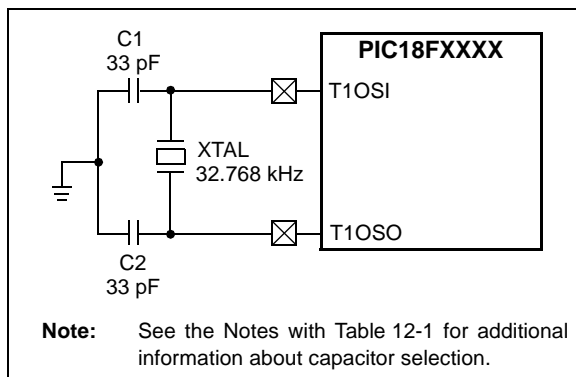 C1
33 pF
PIC18FXXXX
T1OSI
XTAL
32.768 kHz
T1OSO
C2
33 pF
Note: See the Notes with Table 12-1 for additional
information about capacitor selection.